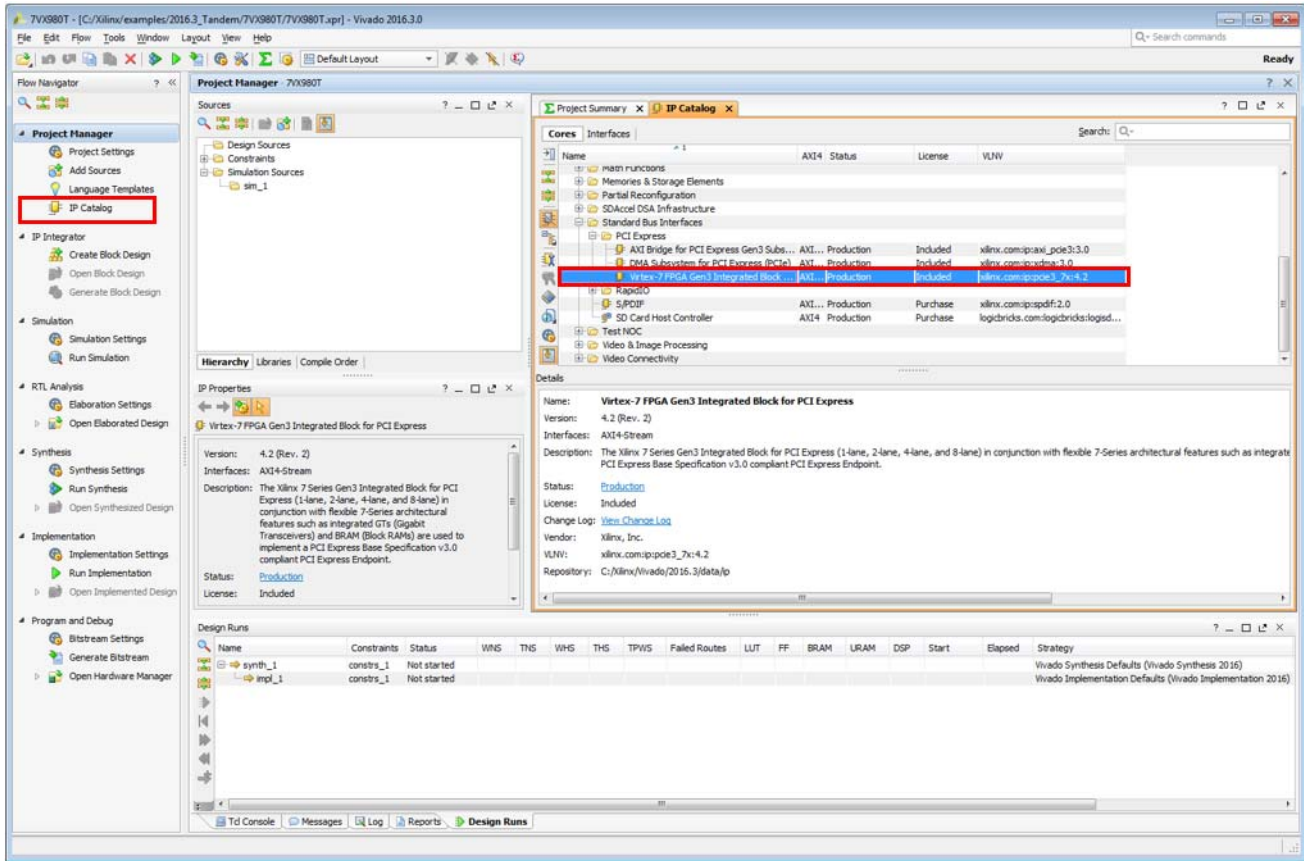 7VX980T - [C:/Xilinx/examples/2016.3_Tandem/7VX980T/7VX980T.xpr] - Vivado 2016.3.0
File Edit Flow Tools Window Layout View Help
Search commands
Default Layout
Ready
Flow Navigator
Project Manager
Project Settings
Add Sources
Language Templates
IP Catalog
IP Integrator
Create Block Design
Open Block Design
Generate Block Design
Simulation
Simulation Settings
Run Simulation
RTL Analysis
Elaboration Settings
Open Elaborated Design
Synthesis
Synthesis Settings
Run Synthesis
Open Synthesized Design
Implementation
Implementation Settings
Run Implementation
Open Implemented Design
Program and Debug
Bitstream Settings
Generate Bitstream
Open Hardware Manager
Project Manager - 7VX980T
Sources
Design Sources
Constraints
Simulation Sources
sim_1
Hierarchy Libraries Compile Order
IP Properties
Virtex-7 FPGA Gen3 Integrated Block for PCI Express
Version: 4.2 (Rev. 2)
Interfaces: AXI4-Stream
Description: The Xilinx 7 Series Gen3 Integrated Block for PCI
Express (1-lane, 2-lane, 4-lane, and 8-lane) in
conjunction with flexible 7-Series architectural
features such as integrated GTs (Gigabit
Transceivers) and BRAM (Block RAMs) are used to
implement a PCI Express Base Specification v3.0
compliant PCI Express Endpoint.
Status: Production
License: Included
Project Summary IP Catalog
Cores Interfaces
Search:
Name 1 AXI4 Status License VLNV
Math Functions
Memories & Storage Elements
Partial Reconfiguration
SDAccel DSA Infrastructure
Standard Bus Interfaces
PCI Express
AXI Bridge for PCI Express Gen3 Subs... AXI... Production Included xilinx.com:ip:axi_pcie3:3.0
DMA Subsystem for PCI Express (PCIe) AXI... Production Included xilinx.com:ip:xdma:3.0
Virtex-7 FPGA Gen3 Integrated Block ... AXI... Production Included xilinx.com:ip:pcie3_7x:4.2
RapidIO
S/PDIF AXI... Production Purchase xilinx.com:ip:spdif:2.0
SD Card Host Controller AXI4 Production Purchase logicbricks.com:logicbricks:logisd...
Test NOC
Video & Image Processing
Video Connectivity
Details
Name: Virtex-7 FPGA Gen3 Integrated Block for PCI Express
Version: 4.2 (Rev. 2)
Interfaces: AXI4-Stream
Description: The Xilinx 7 Series Gen3 Integrated Block for PCI Express (1-lane, 2-lane, 4-lane, and 8-lane) in conjunction with flexible 7-Series architectural features such as integrate
PCI Express Base Specification v3.0 compliant PCI Express Endpoint.
Status: Production
License: Included
Change Log: View Change Log
Vendor: Xilinx, Inc.
VLNV: xilinx.com:ip:pcie3_7x:4.2
Repository: C:/Xilinx/Vivado/2016.3/data/ip
Design Runs
Name Constraints Status WNS TNS WHS THS TPWS Failed Routes LUT FF BRAM URAM DSP Start Elapsed Strategy
synth_1 constrs_1 Not started Vivado Synthesis Defaults (Vivado Synthesis 2016)
impl_1 constrs_1 Not started Vivado Implementation Defaults (Vivado Implementation 2016)
Tcl Console Messages Log Reports Design Runs